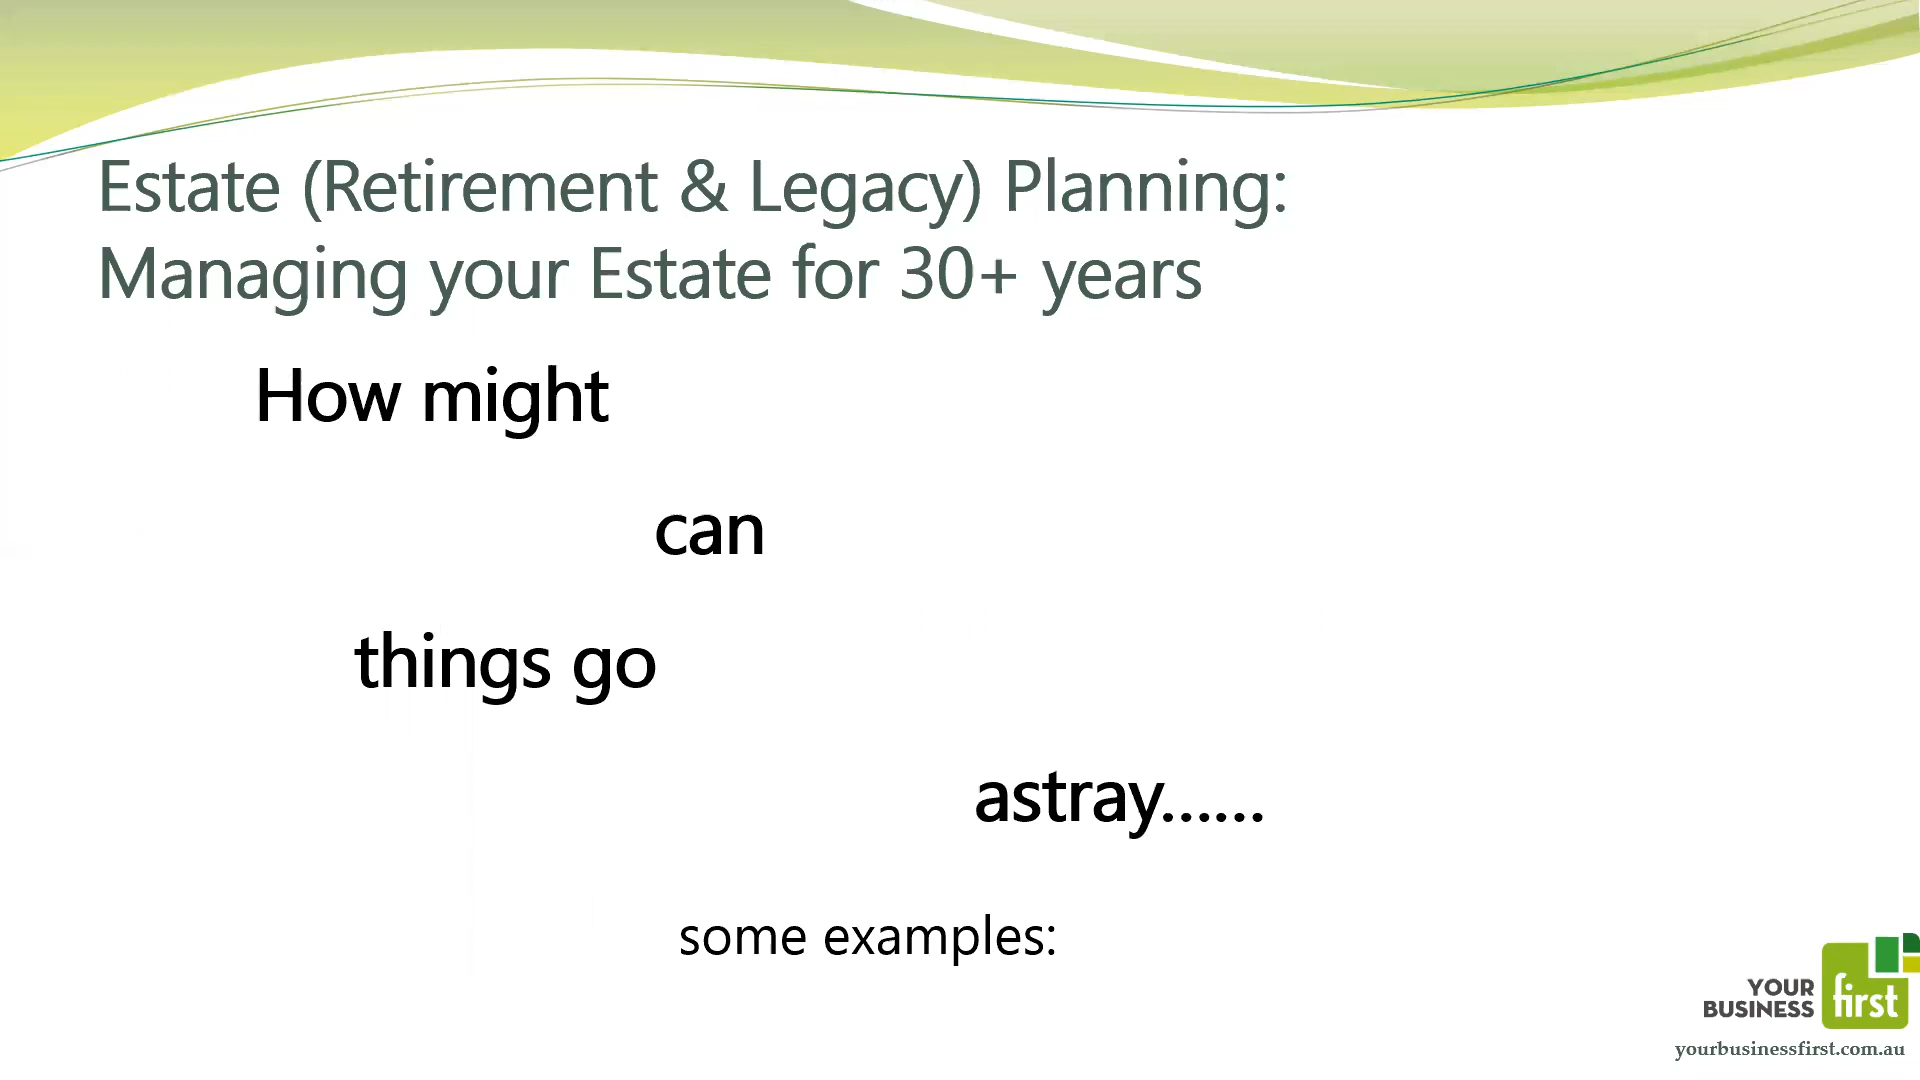 Estate (Retirement & Legacy) Planning:
Managing your Estate for 30+ years
How might
can
things go
astray......
some examples:
YOUR
BUSINESS
first
yourbusinessfirst.com.au